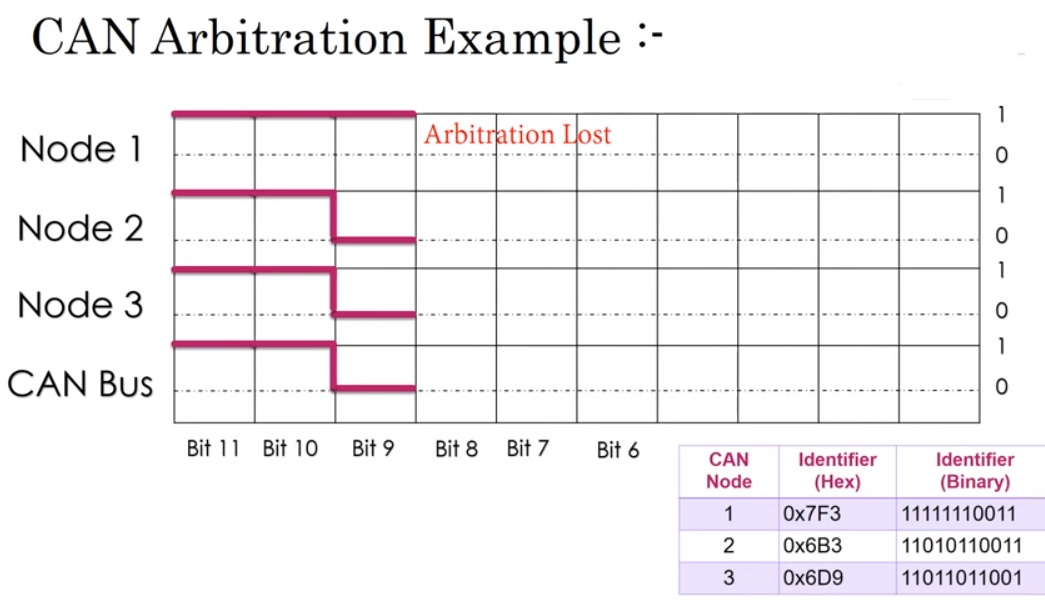 CAN Arbitration Example :-
Node 1
Arbitration Lost
1
0
Node 2
1
0
Node 3
1
0
CAN Bus
1
0
Bit 11 Bit 10 Bit 9 Bit 8 Bit 7 Bit 6
CAN Node Identifier (Hex) Identifier (Binary)
1 0x7F3 11111110011
2 0x6B3 11010110011
3 0x6D9 11011011001